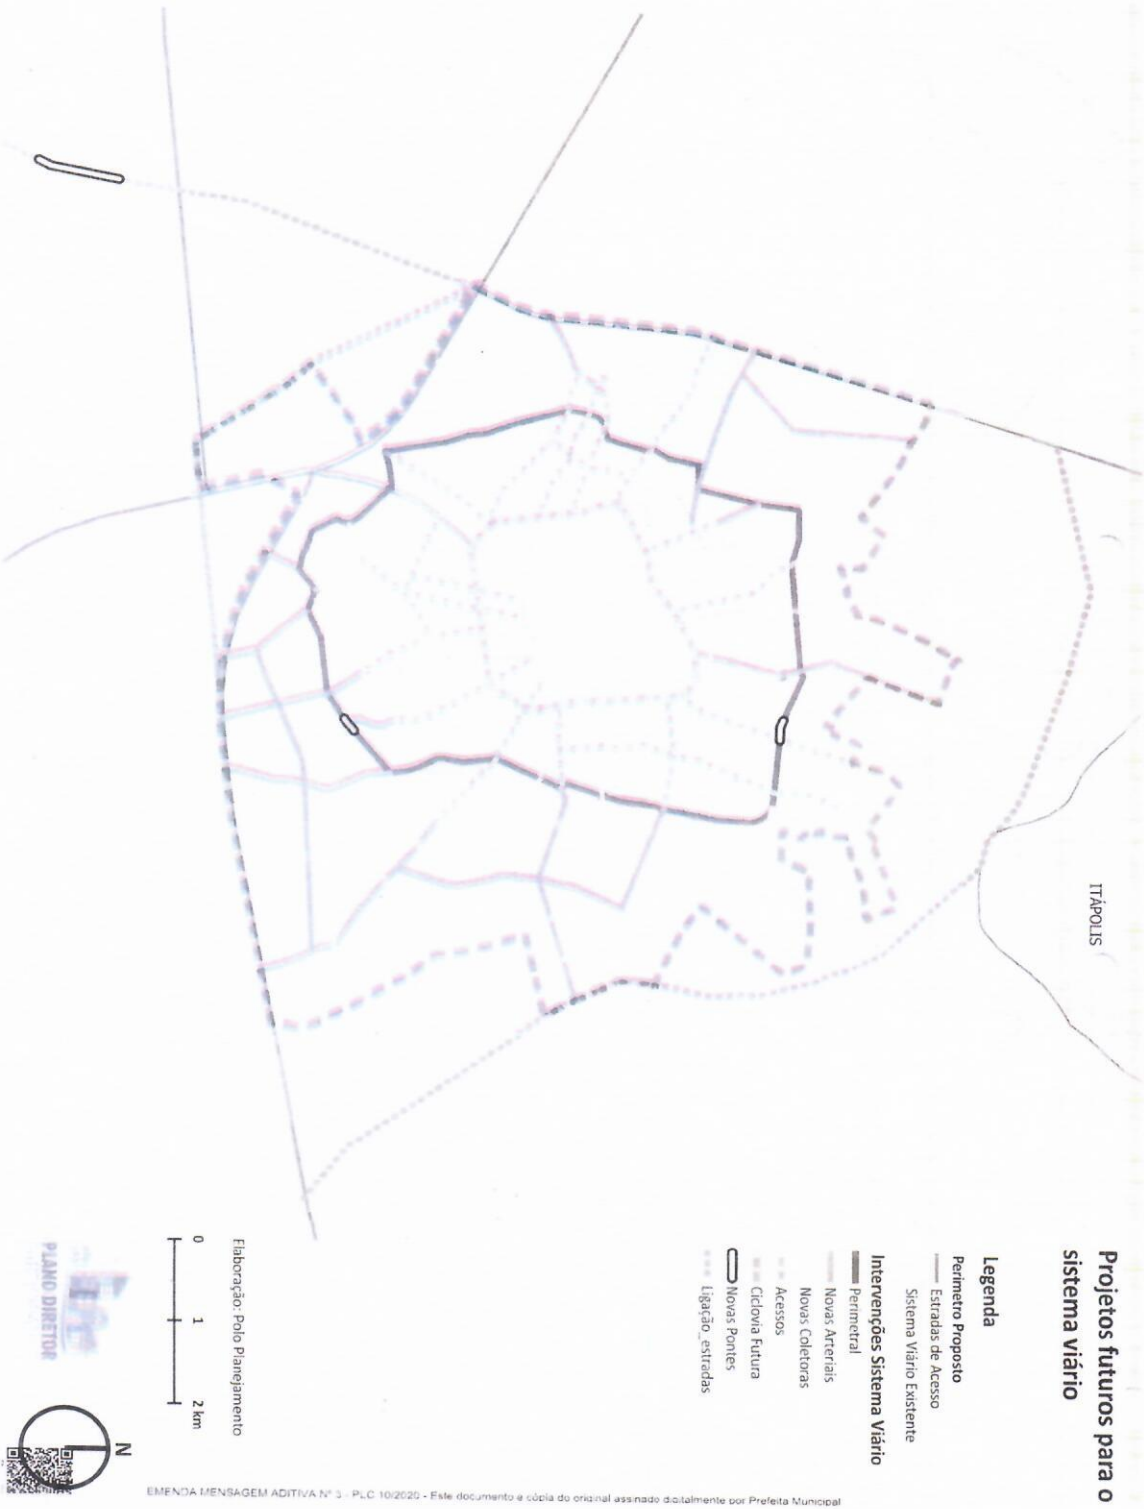 Projetos futuros para o
sistema viário
Legenda
Perímetro Proposto
Estradas de Acesso
Sistema Viário Existente
Intervenções Sistema Viário
Perimetral
Novas Arteriais
Novas Coletoras
Acessos
Ciclovia Futura
Novas Pontes
Ligação_estradas
ITÁPOLIS
Elaboração: Polo Planejamento
0 1 2 km
PLANO DIRETOR
N
EMENDA MENSAGEM ADITIVA N° 3 - PLC 10/2020 - Este documento é cópia do original assinado digitalmente por Prefeita Municipal